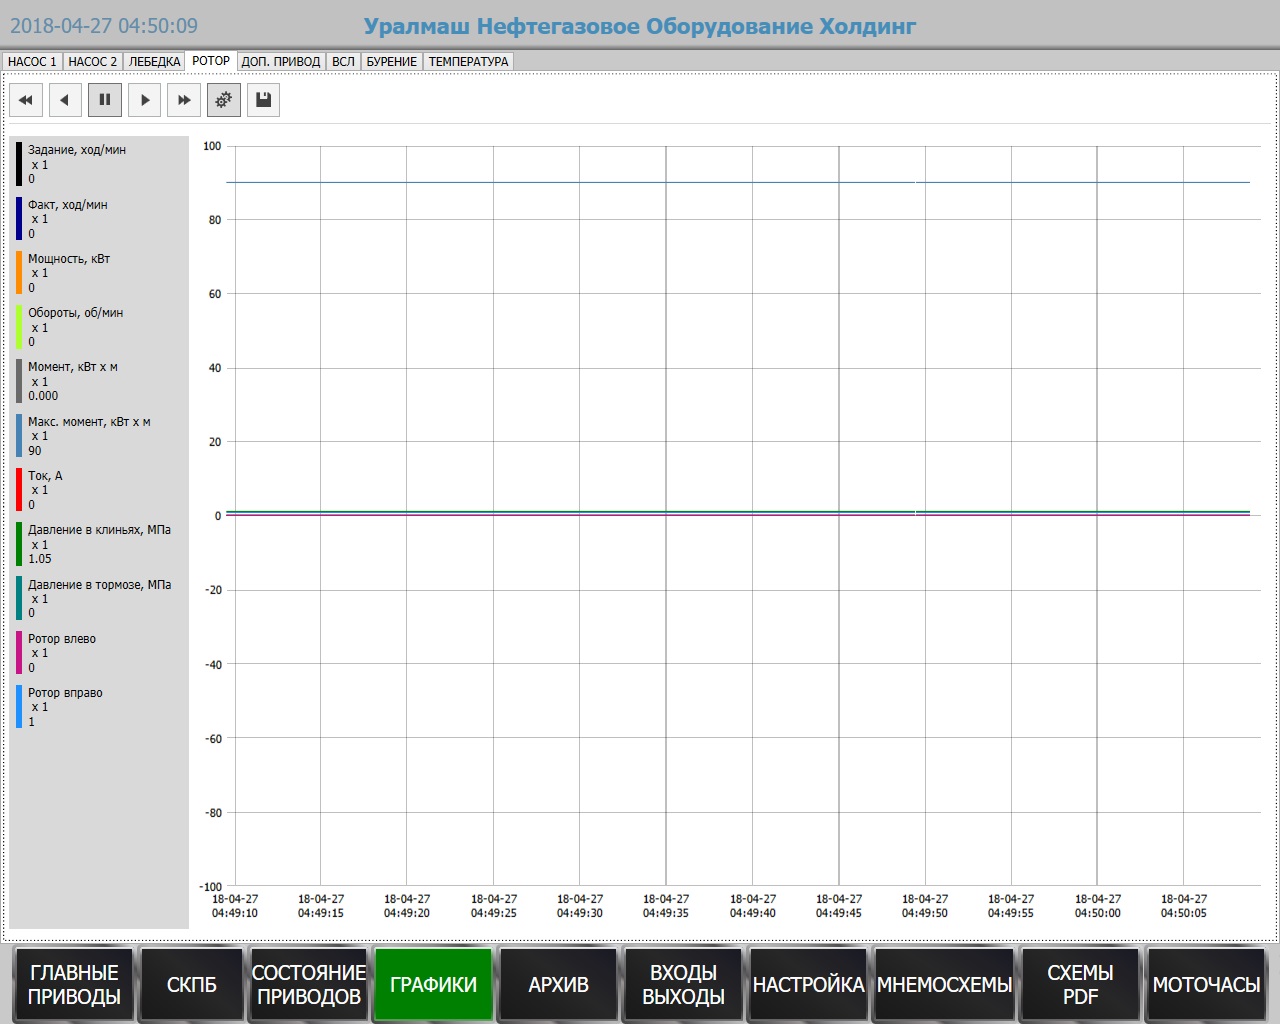 2018-04-27 04:50:09
Уралмаш Нефтегазовое Оборудование Холдинг
НАСОС 1
НАСОС 2
ЛЕБЕДКА
РОТОР
ДОП. ПРИВОД
ВСЛ
БУРЕНИЕ
ТЕМПЕРАТУРА
Задание, ход/мин
x 1
0
Факт, ход/мин
x 1
0
Мощность, кВт
x 1
0
Обороты, об/мин
x 1
0
Момент, кВт х м
x 1
0.000
Макс. момент, кВт х м
x 1
90
Ток, А
x 1
0
Давление в клиньях, МПа
x 1
1.05
Давление в тормозе, МПа
x 1
0
Ротор влево
x 1
0
Ротор вправо
x 1
1
100
80
60
40
20
0
-20
-40
-60
-80
-100
18-04-27 04:49:10
18-04-27 04:49:15
18-04-27 04:49:20
18-04-27 04:49:25
18-04-27 04:49:30
18-04-27 04:49:35
18-04-27 04:49:40
18-04-27 04:49:45
18-04-27 04:49:50
18-04-27 04:49:55
18-04-27 04:50:00
18-04-27 04:50:05
ГЛАВНЫЕ
ПРИВОДЫ
СКПБ
СОСТОЯНИЕ
ПРИВОДОВ
ГРАФИКИ
АРХИВ
ВХОДЫ
ВЫХОДЫ
НАСТРОЙКА
МНЕМОСХЕМЫ
СХЕМЫ
PDF
МОТОЧАСЫ